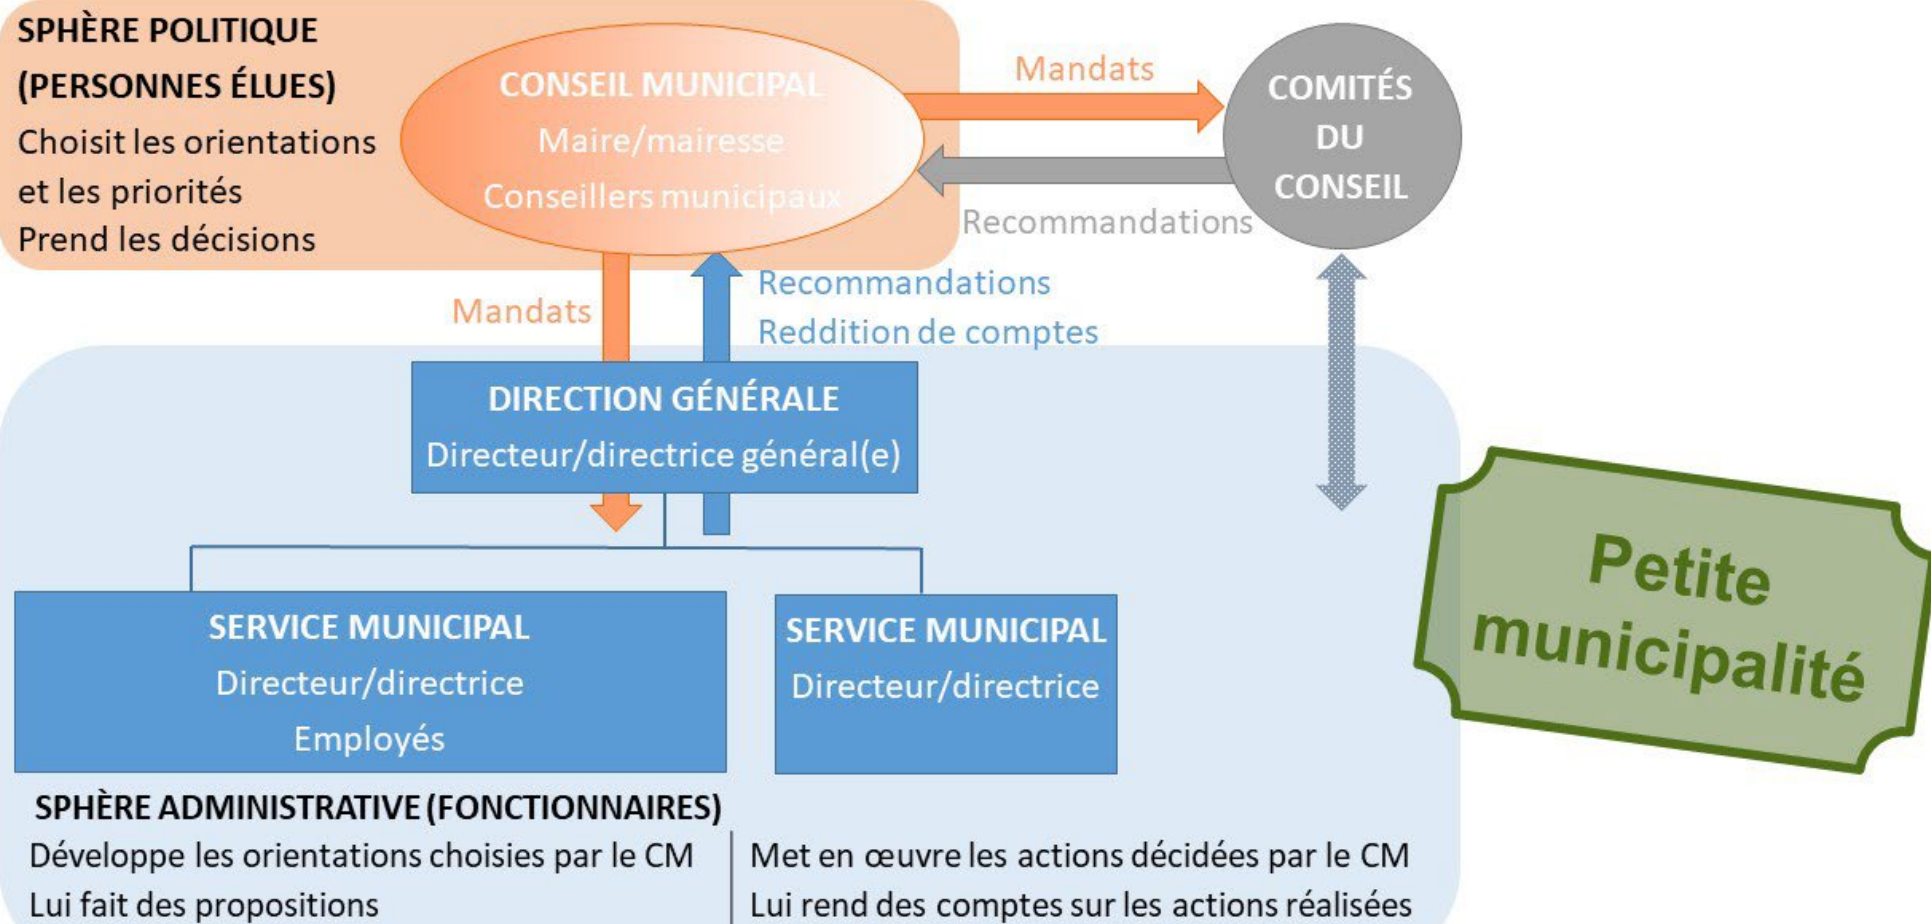 SPHÈRE POLITIQUE
(PERSONNES ÉLUES)
Choisit les orientations
et les priorités
Prend les décisions
CONSEIL MUNICIPAL
Maire/mairesse
Conseillers municipaux
Mandats
COMITÉS
DU
CONSEIL
Recommandations
Mandats
Recommandations
Reddition de comptes
DIRECTION GÉNÉRALE
Directeur/directrice général(e)
SERVICE MUNICIPAL
Directeur/directrice
Employés
SERVICE MUNICIPAL
Directeur/directrice
Petite
municipalité
SPHÈRE ADMINISTRATIVE (FONCTIONNAIRES)
Développe les orientations choisies par le CM
Lui fait des propositions
Met en œuvre les actions décidées par le CM
Lui rend des comptes sur les actions réalisées